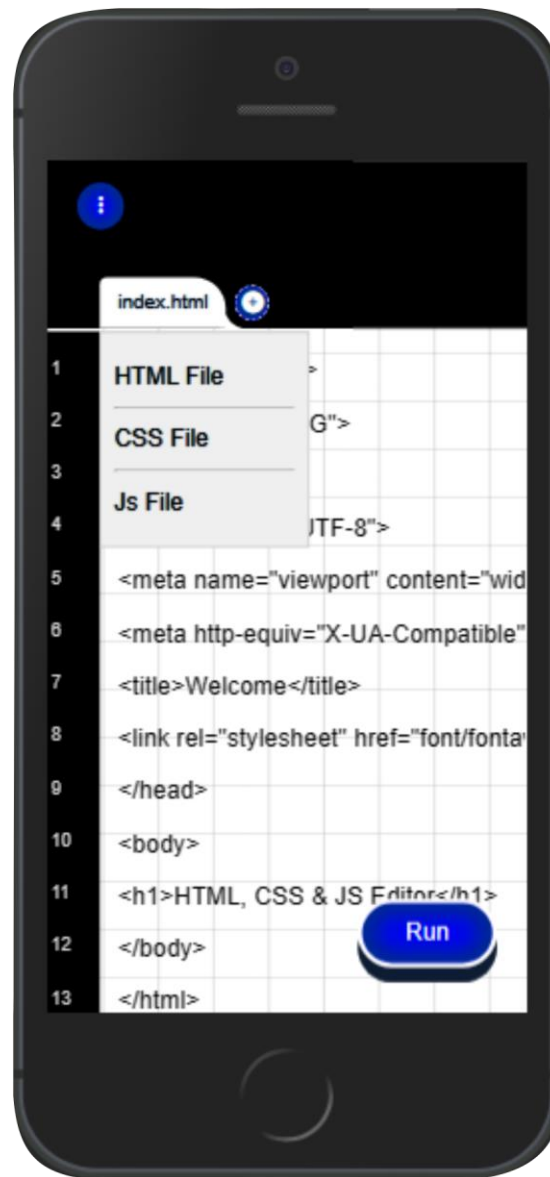 index.html
HTML File
CSS File
Js File
1 >
2 G">
3
4 UTF-8">
5 <meta name="viewport" content="wid
6 <meta http-equiv="X-UA-Compatible"
7 <title>Welcome</title>
8 <link rel="stylesheet" href="font/fonta
9 </head>
10 <body>
11 <h1>HTML, CSS & JS Editor</h1>
12 </body>
13 </html>
Run